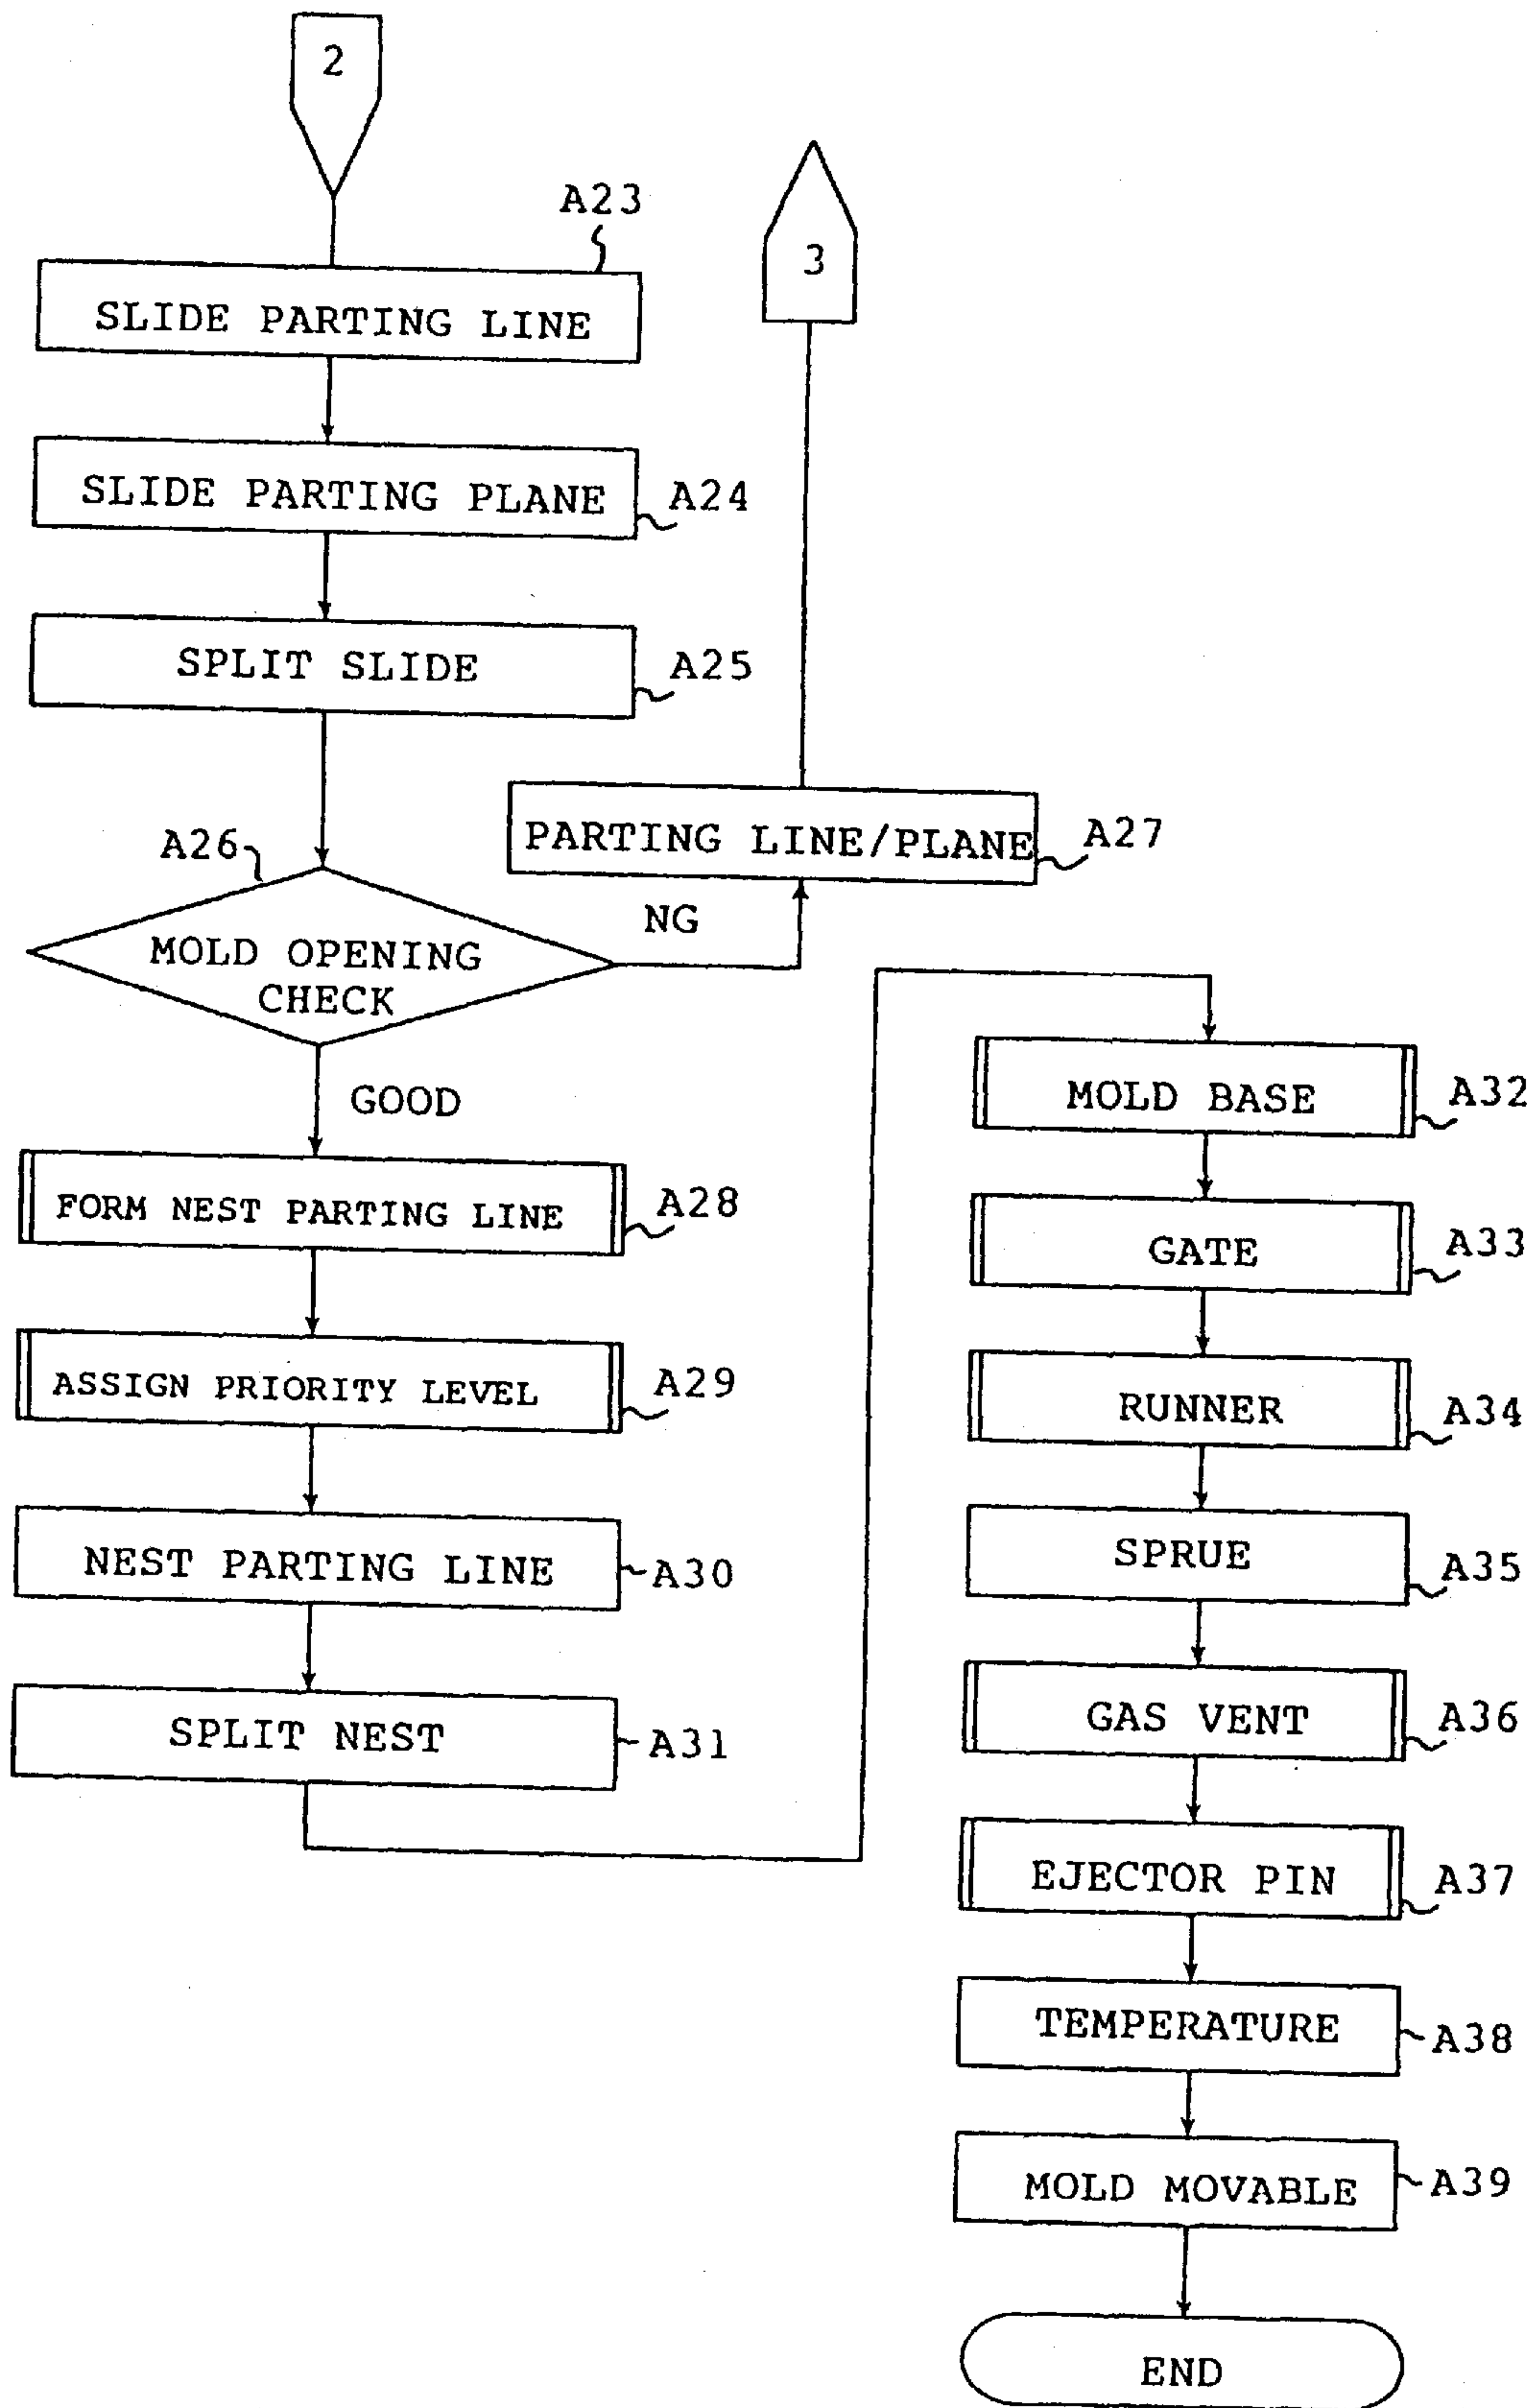 2
A23
SLIDE PARTING LINE
SLIDE PARTING PLANE
A24
SPLIT SLIDE
A25
3
PARTING LINE/PLANE
A27
A26
MOLD OPENING
CHECK
NG
GOOD
FORM NEST PARTING LINE
A28
ASSIGN PRIORITY LEVEL
A29
NEST PARTING LINE
A30
SPLIT NEST
A31
MOLD BASE
A32
GATE
A33
RUNNER
A34
SPRUE
A35
GAS VENT
A36
EJECTOR PIN
A37
TEMPERATURE
A38
MOLD MOVABLE
A39
END